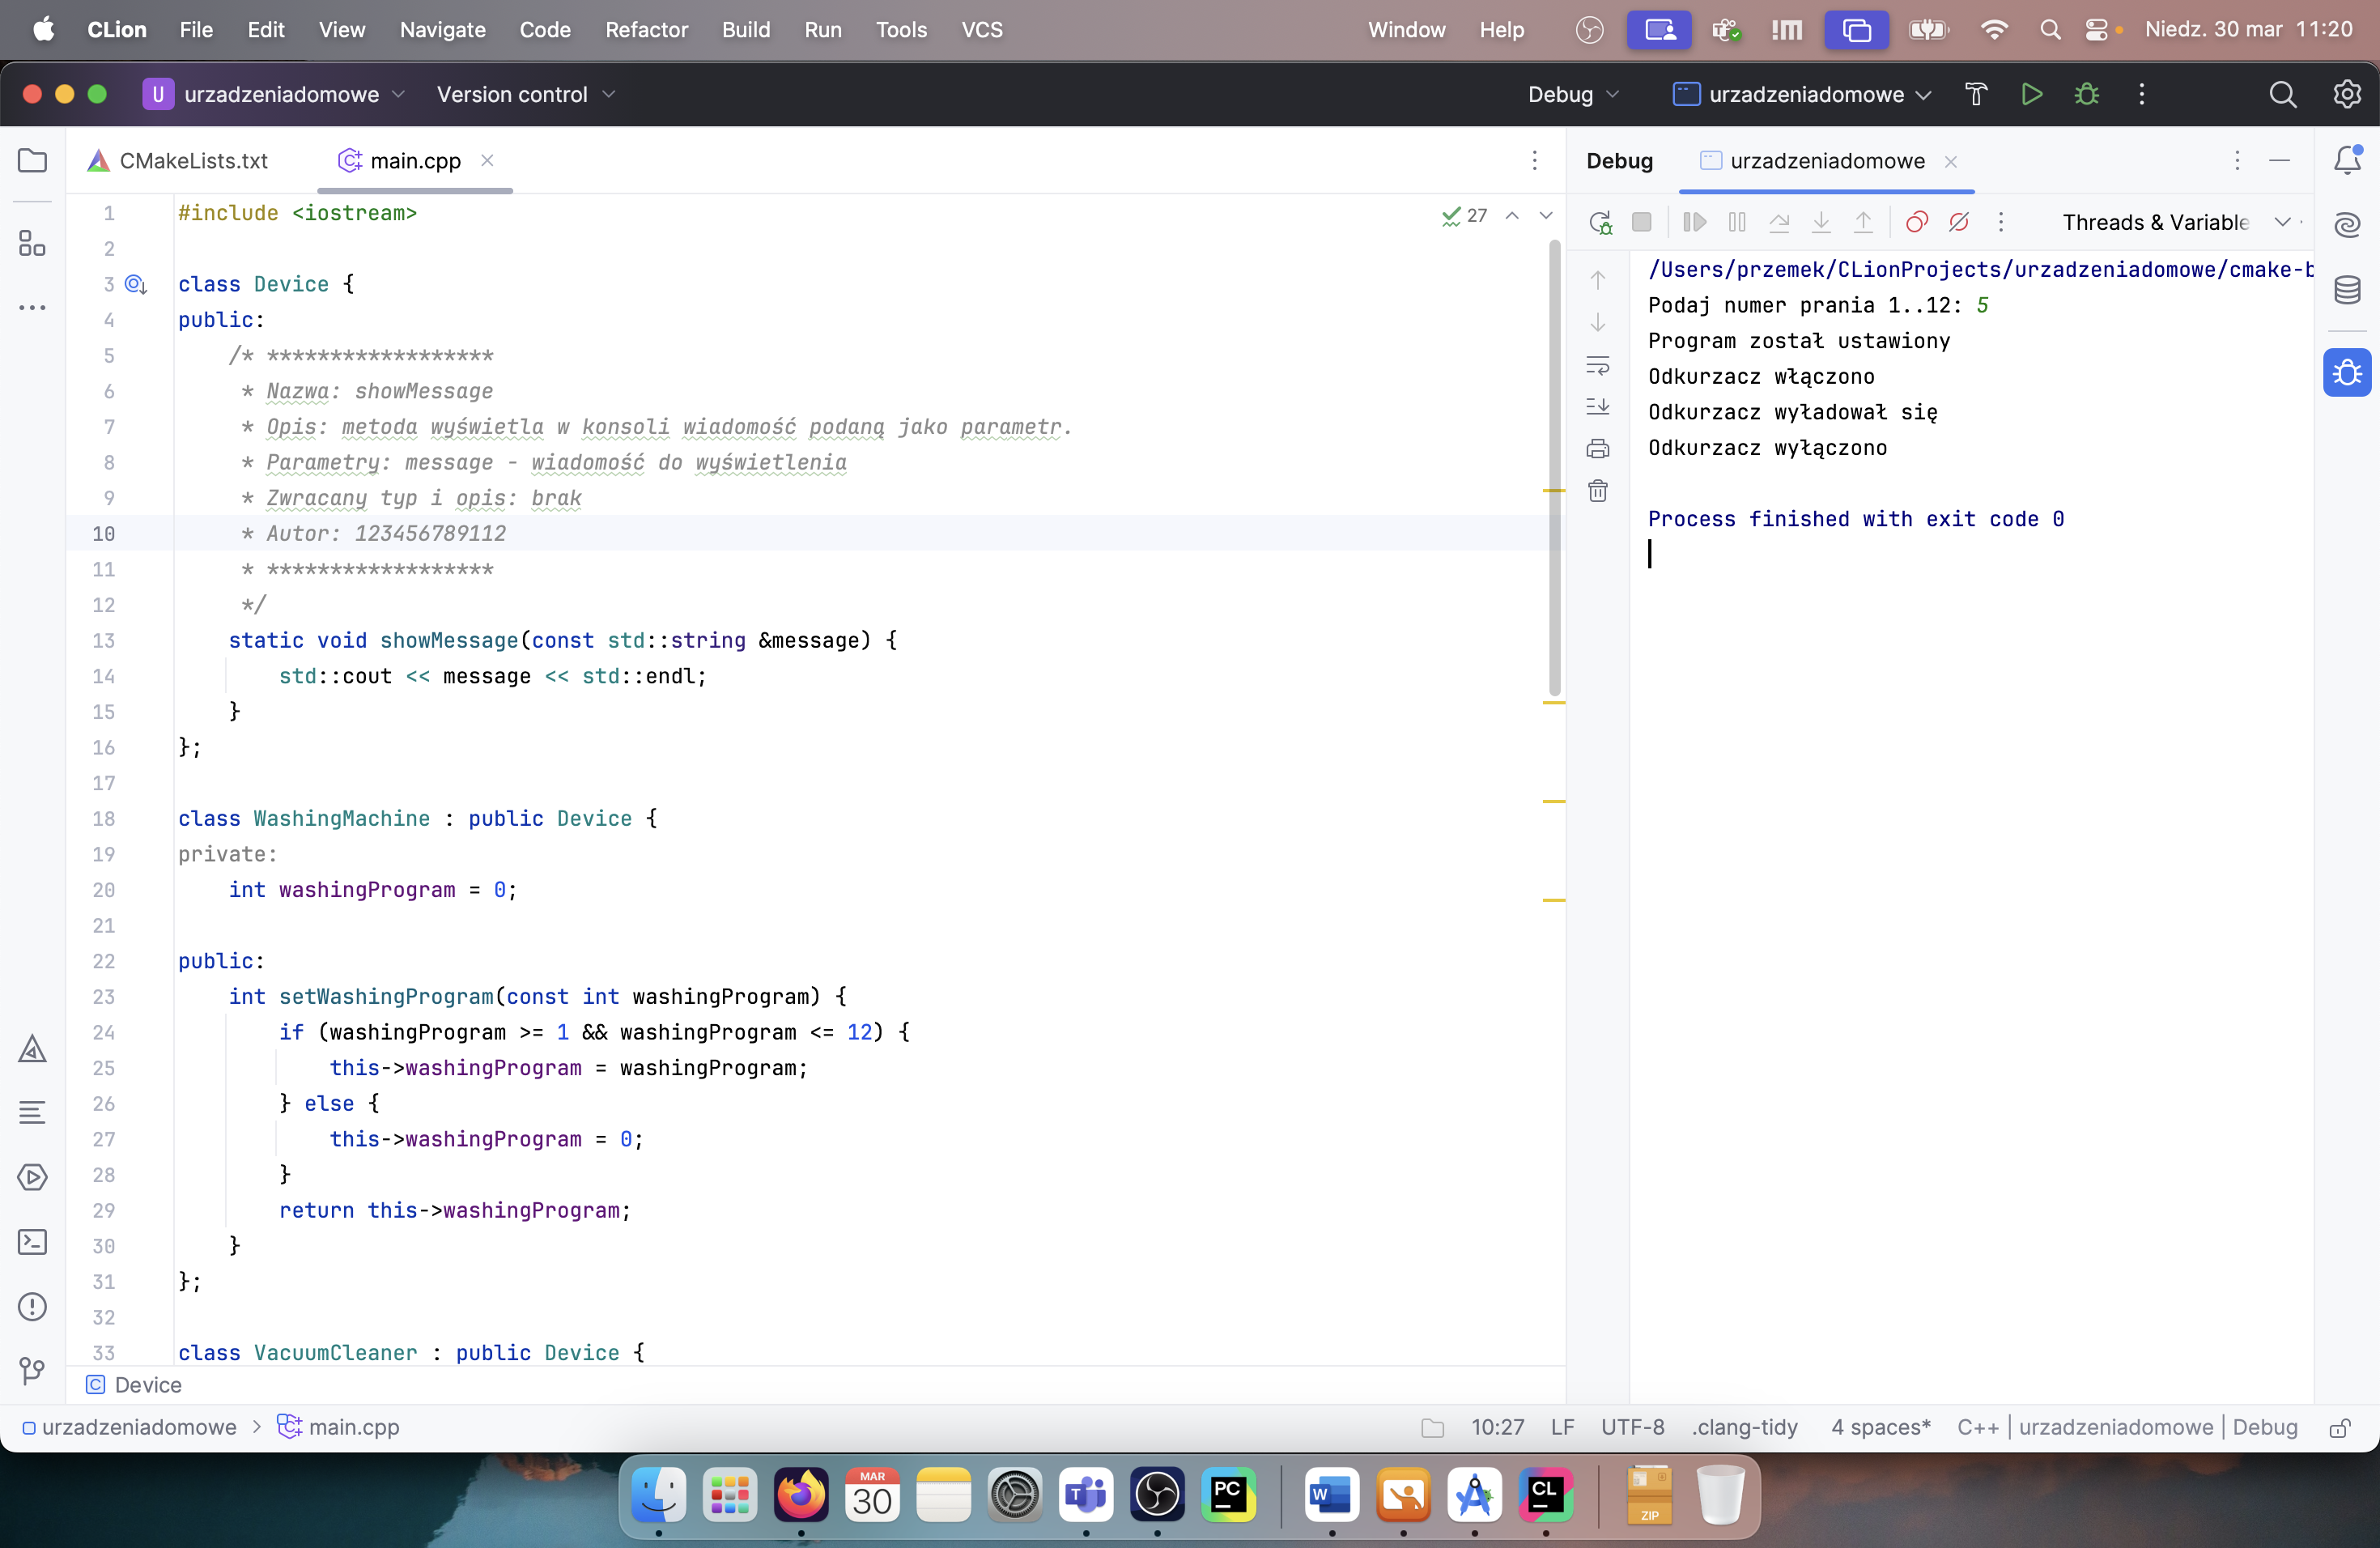 CLion File Edit View Navigate Code Refactor Build Run Tools VCS Window Help Niedz. 30 mar 11:20
U urzadzeniadomowe Version control Debug urzadzeniadomowe
CMakeLists.txt main.cpp
27
1 #include <iostream>
2
3 class Device {
4 public:
5 /* ******************
6 * Nazwa: showMessage
7 * Opis: metoda wyświetla w konsoli wiadomość podaną jako parametr.
8 * Parametry: message - wiadomość do wyświetlenia
9 * Zwracany typ i opis: brak
10 * Autor: 123456789112
11 * ******************
12 */
13 static void showMessage(const std::string &message) {
14 std::cout << message << std::endl;
15 }
16 };
17
18 class WashingMachine : public Device {
19 private:
20 int washingProgram = 0;
21
22 public:
23 int setWashingProgram(const int washingProgram) {
24 if (washingProgram >= 1 && washingProgram <= 12) {
25 this->washingProgram = washingProgram;
26 } else {
27 this->washingProgram = 0;
28 }
29 return this->washingProgram;
30 }
31 };
32
33 class VacuumCleaner : public Device {
Device
Debug urzadzeniadomowe
Threads & Variable
/Users/przemek/CLionProjects/urzadzeniadomowe/cmake-b
Podaj numer prania 1..12: 5
Program został ustawiony
Odkurzacz włączono
Odkurzacz wyładował się
Odkurzacz wyłączono
Process finished with exit code 0
urzadzeniadomowe > main.cpp 10:27 LF UTF-8 .clang-tidy 4 spaces* C++ | urzadzeniadomowe | Debug
MAR
30
T
PC
W
CL
ZIP